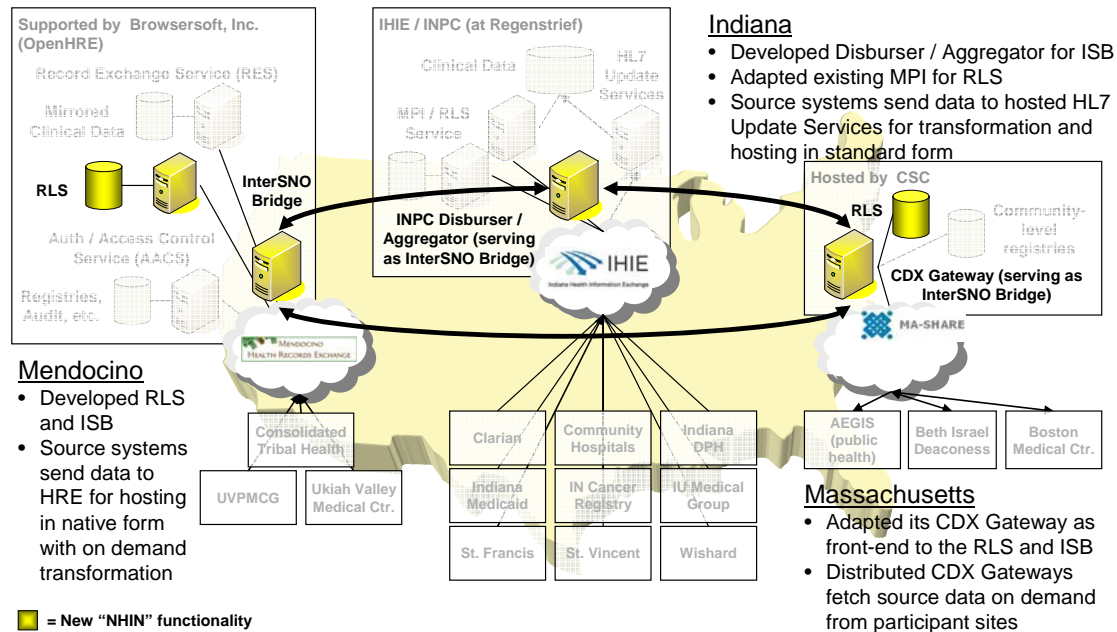 Supported by Browsersoft, Inc.
(OpenHRE)
Record Exchange Service (RES)
Mirrored
Clinical Data
RLS
InterSNO
Bridge
Auth / Access Control
Service (AACS)
Registries,
Audit, etc.
MENDOCINO
HEALTH RECORDS EXCHANGE
IHIE / INPC (at Regenstrief)
Clinical Data
HL7
Update
Services
MPI / RLS
Service
INPC Disburser /
Aggregator (serving
as InterSNO Bridge)
IHIE
Indiana Health Information Exchange
Indiana
• Developed Disburser / Aggregator for ISB
• Adapted existing MPI for RLS
• Source systems send data to hosted HL7
Update Services for transformation and
hosting in standard form
Hosted by CSC
RLS
Community-
level
registries
CDX Gateway (serving as
InterSNO Bridge)
MA-SHARE
Mendocino
• Developed RLS
and ISB
• Source systems
send data to
HRE for hosting
in native form
with on demand
transformation
Consolidated
Tribal Health
UVPMCG
Ukiah Valley
Medical Ctr.
Clarian
Community
Hospitals
Indiana
DPH
Indiana
Medicaid
IN Cancer
Registry
IU Medical
Group
St. Francis
St. Vincent
Wishard
AEGIS
(public
health)
Beth Israel
Deaconess
Boston
Medical Ctr.
Massachusetts
• Adapted its CDX Gateway as
front-end to the RLS and ISB
• Distributed CDX Gateways
fetch source data on demand
from participant sites
= New “NHIN” functionality